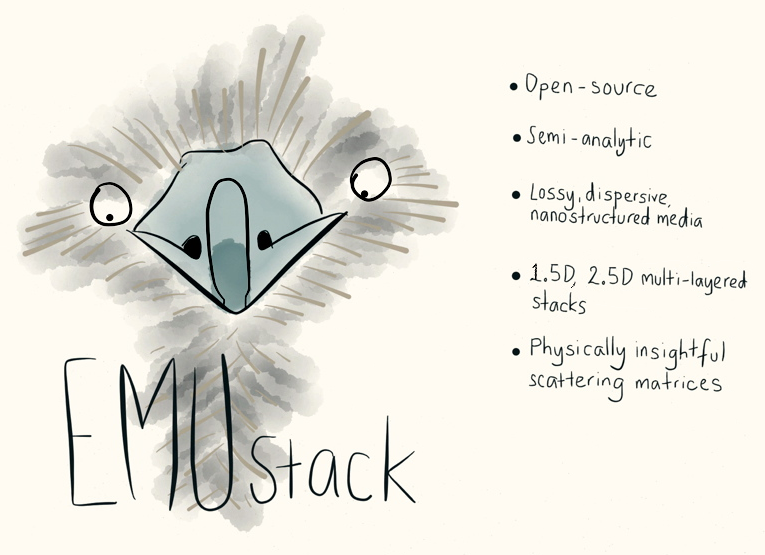 EMUstack
• Open-source
• Semi-analytic
• Lossy, dispersive,
nanostructured media
• 1.5D, 2.5D multi-layered
stacks
• Physically insightful
scattering matrices